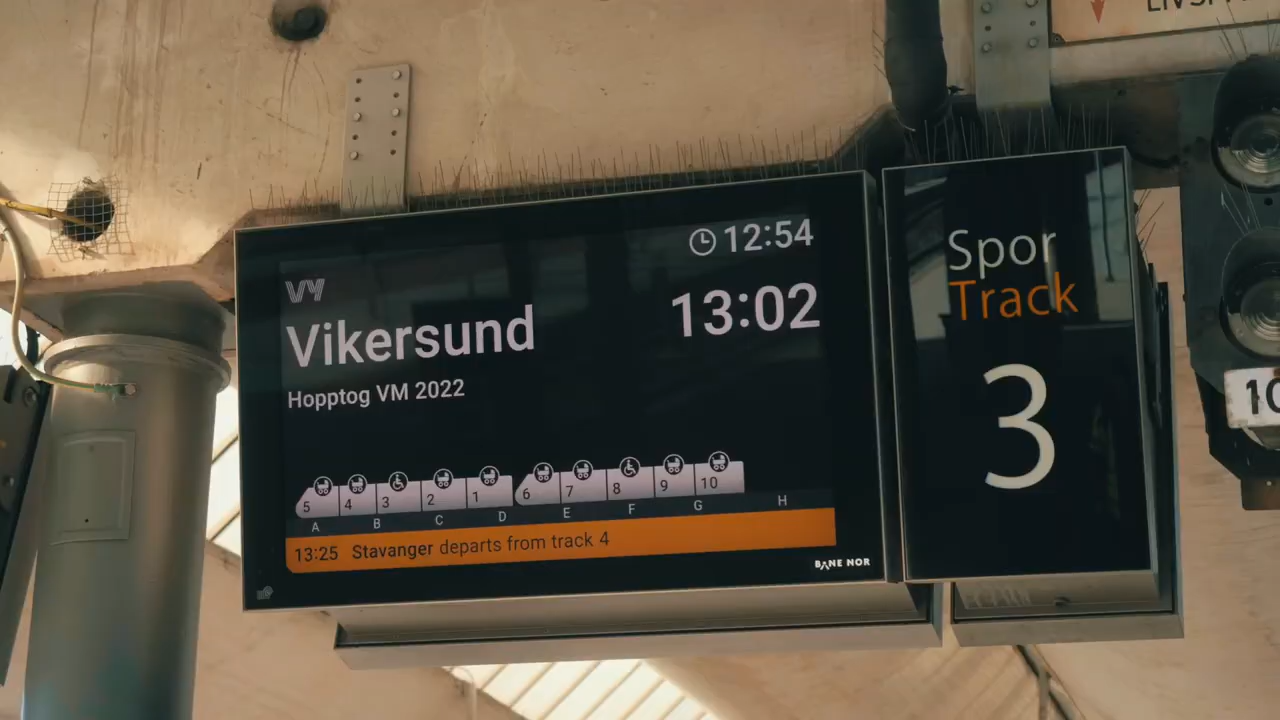 LIVSF
12:54
VY
Vikersund
13:02
Hopptog VM 2022
5 4 3 2 1 6 7 8 9 10
A B C D E F G H
13:25 Stavanger departs from track 4
BANE NOR
Spor
Track
3
10